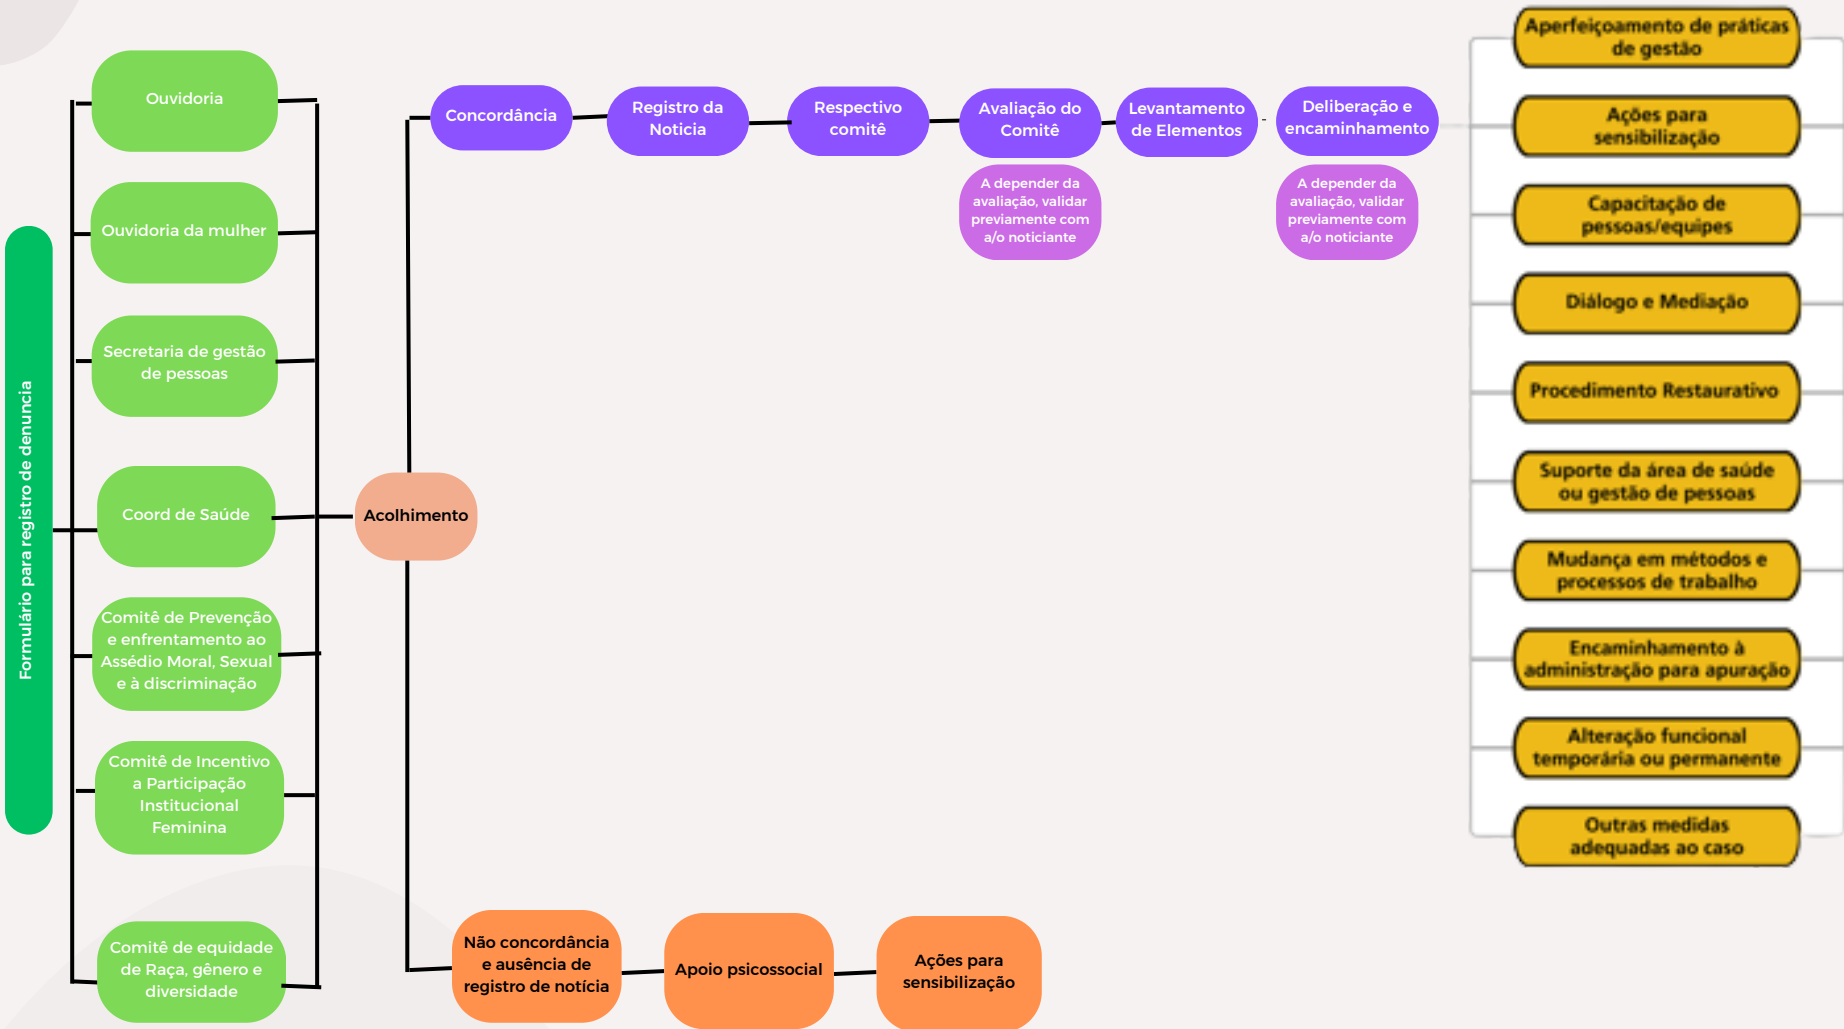 Formulário para registro de denuncia
Ouvidoria
Ouvidoria da mulher
Secretaria de gestão
de pessoas
Coord de Saúde
Comitê de Prevenção
e enfrentamento ao
Assédio Moral, Sexual
e à discriminação
Comitê de Incentivo
a Participação
Institucional
Feminina
Comitê de equidade
de Raça, gênero e
diversidade
Acolhimento
Concordância
Registro da
Noticia
Respectivo
comitê
Avaliação do
Comitê
A depender da
avaliação, validar
previamente com
a/o noticiante
Levantamento
de Elementos
-
Deliberação e
encaminhamento
A depender da
avaliação, validar
previamente com
a/o noticiante
Aperfeiçoamento de práticas
de gestão
Ações para
sensibilização
Capacitação de
pessoas/equipes
Diálogo e Mediação
Procedimento Restaurativo
Suporte da área de saúde
ou gestão de pessoas
Mudança em métodos e
processos de trabalho
Encaminhamento à
administração para apuração
Alteração funcional
temporária ou permanente
Outras medidas
adequadas ao caso
Não concordância
e ausência de
registro de notícia
Apoio psicossocial
Ações para
sensibilização